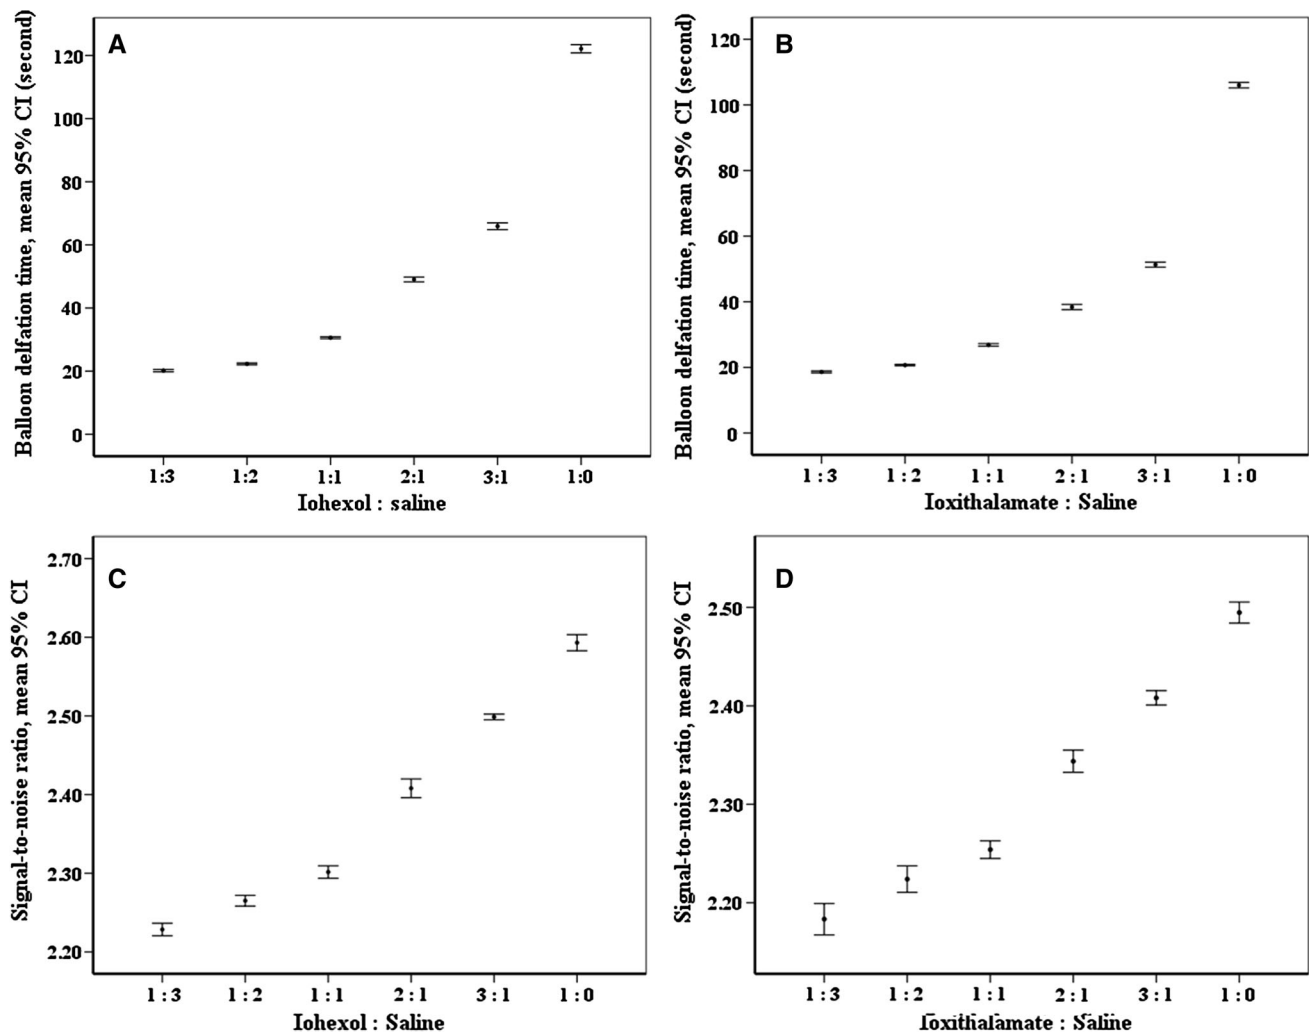 A
Balloon delfation time, mean 95% CI (second)
120
100
80
60
40
20
0
1:3 1:2 1:1 2:1 3:1 1:0
Iohexol : saline
B
Balloon delfation time, mean 95% CI (second)
120
100
80
60
40
20
0
1:3 1:2 1:1 2:1 3:1 1:0
Ioxithalamate : Saline
C
Signal-to-noise ratio, mean 95% CI
2.70
2.60
2.50
2.40
2.30
2.20
1:3 1:2 1:1 2:1 3:1 1:0
Iohexol : Saline
D
Signal-to-noise ratio, mean 95% CI
2.50
2.40
2.30
2.20
1:3 1:2 1:1 2:1 3:1 1:0
Ioxithalamate : Saline